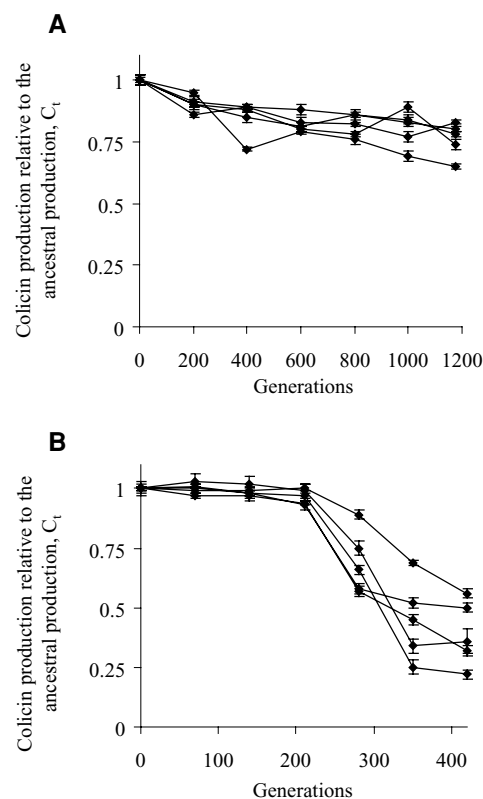 A
Colicin production relative to the
ancestral production, Ct
1
0.75
0.5
0.25
0
0 200 400 600 800 1000 1200
Generations
B
Colicin production relative to the
ancestral production, Ct
1
0.75
0.5
0.25
0
0 100 200 300 400
Generations